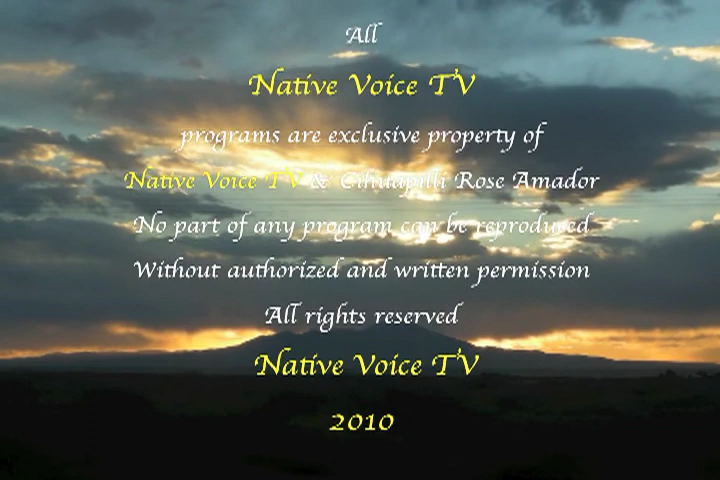 All
Native Voice TV
programs are exclusive property of
Native Voice TV & Cihuapilli Rose Amador
No part of any program can be reproduced
Without authorized and written permission
All rights reserved
Native Voice TV
2010